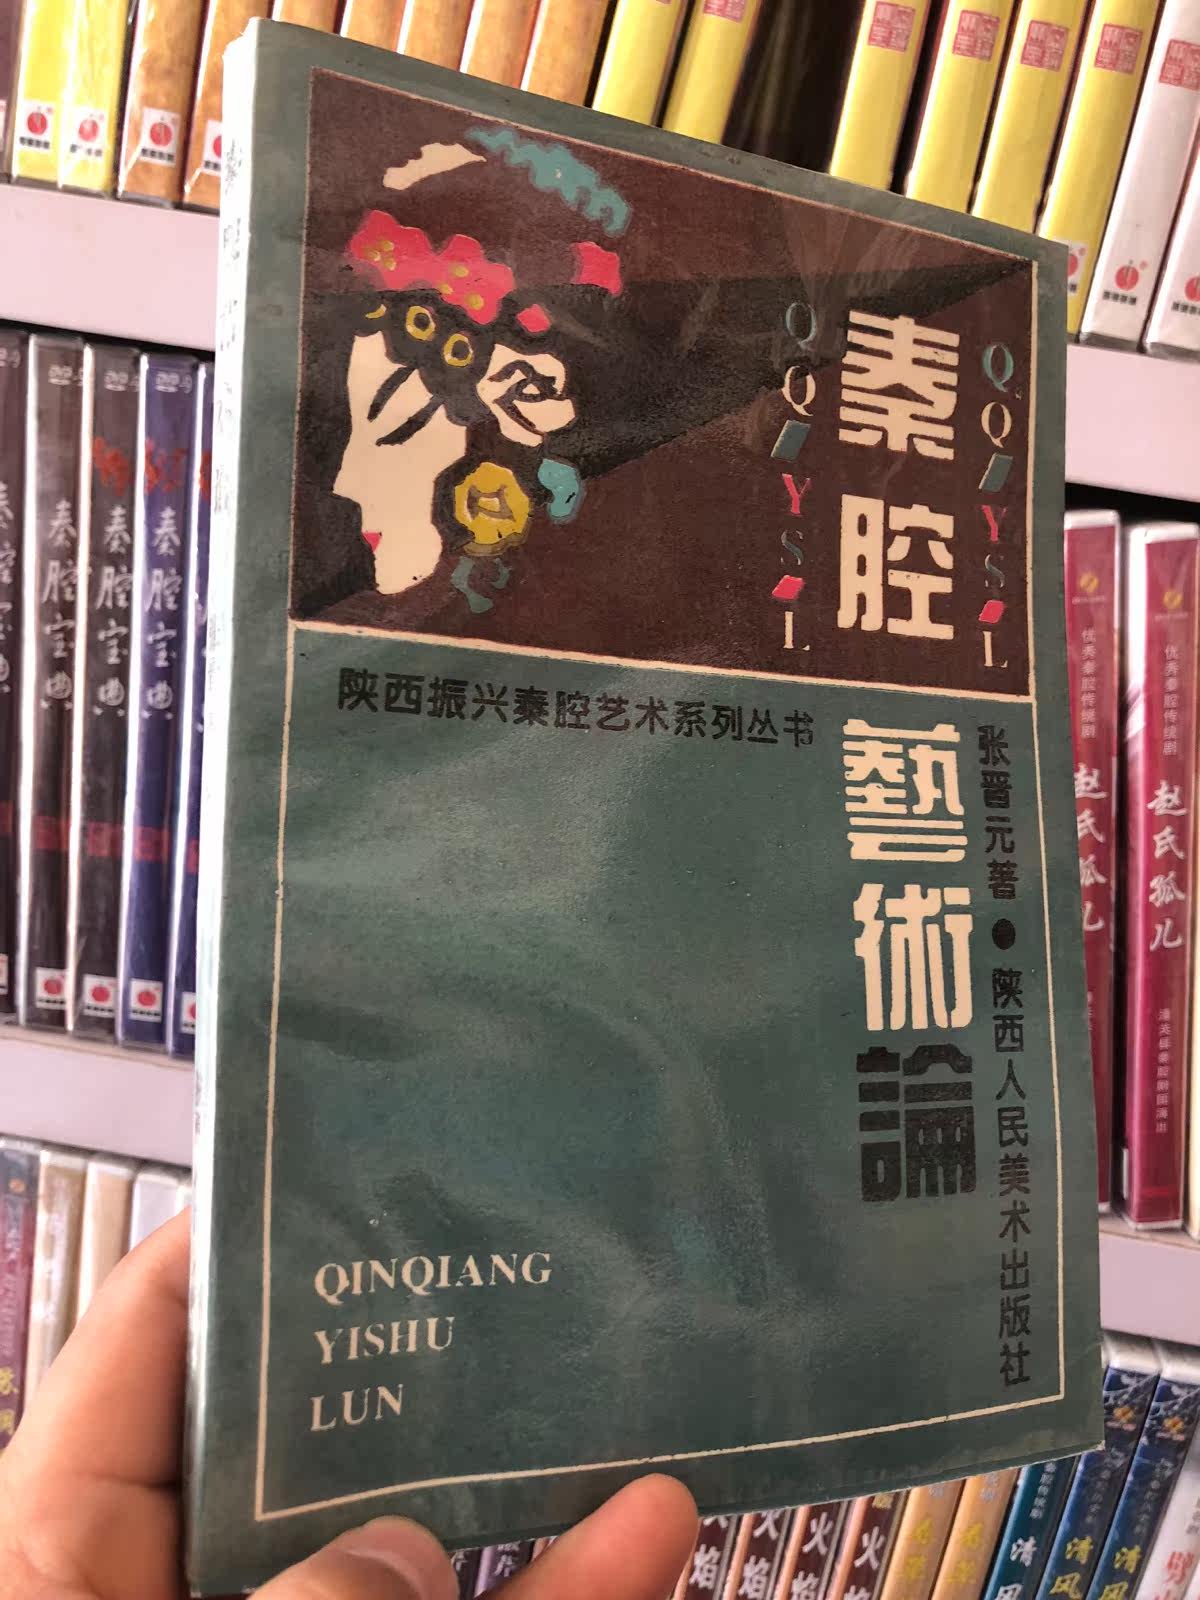 秦腔藝術論
QQYSL
QQYSL
陕西振兴秦腔艺术系列丛书
张晋元著●陕西人民美术出版社
QINQIANG
YISHU
LUN
秦腔宝典
秦腔宝典
秦腔宝典
优秀秦腔传统剧
赵氏孤儿
优秀秦腔传统剧
赵氏孤儿
火焰
火焰
火焰
清风
清风
清风